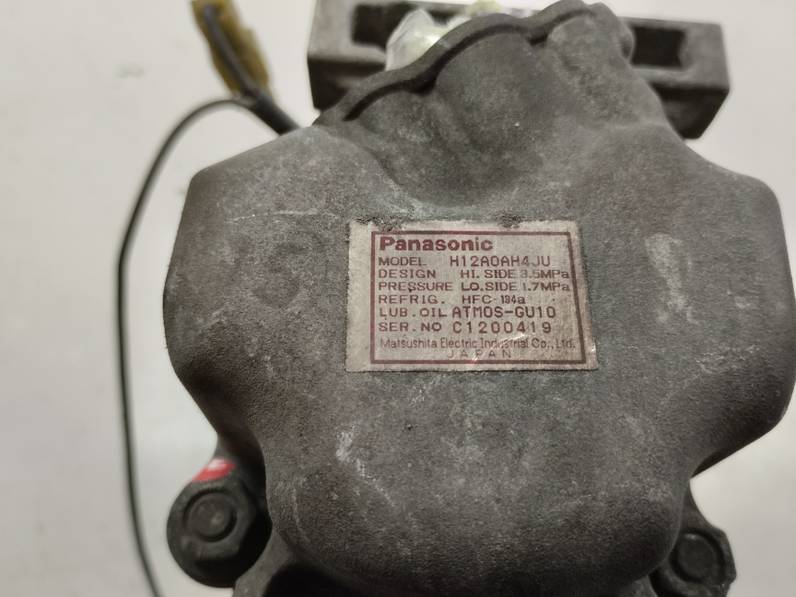 Panasonic
MODEL H12A0AH4JU
DESIGN HI. SIDE 3.5MPa
PRESSURE LO. SIDE 1.7MPa
REFRIG. HFC-134a
LUB. OIL ATMOS-GU10
SER. NO C1200419
Matsushita Electric Industrial Co., Ltd.
JAPAN